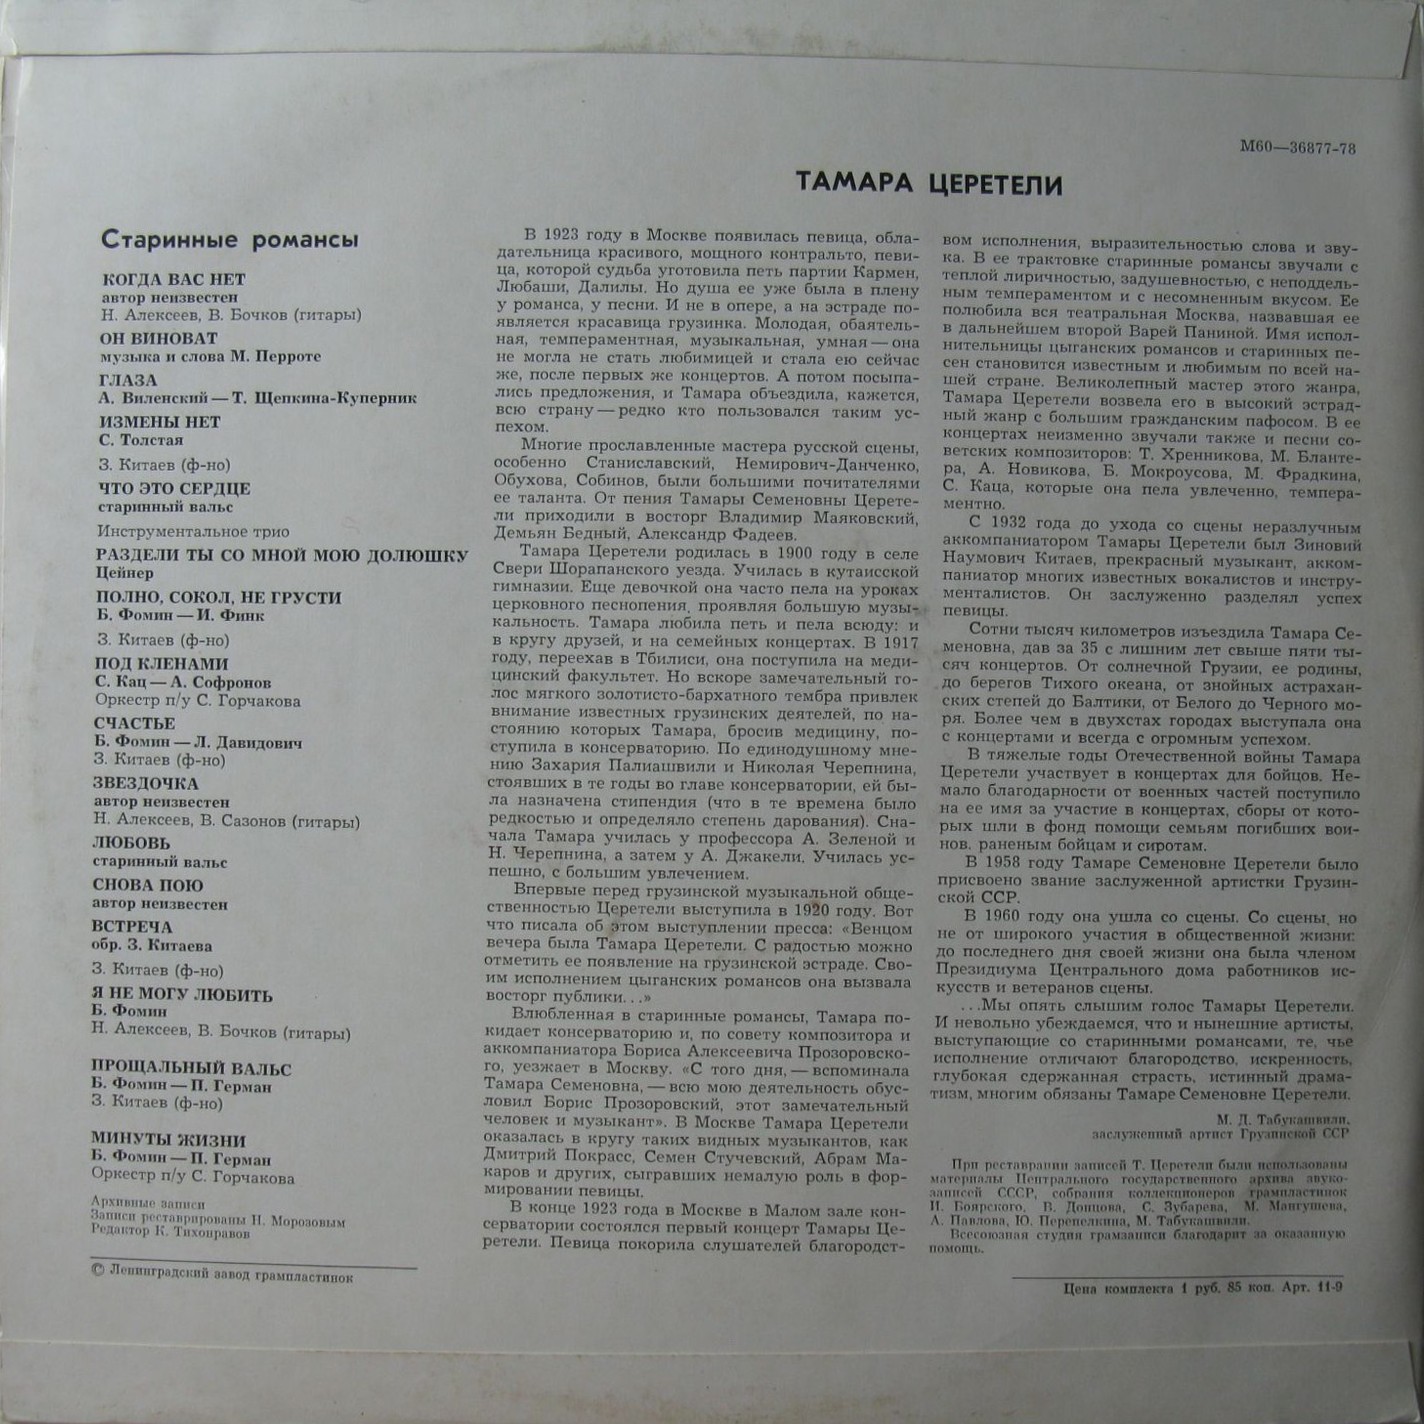 М60—36877-78
ТАМАРА ЦЕРЕТЕЛИ
Старинные романсы
КОГДА ВАС НЕТ
автор неизвестен
Н. Алексеев, В. Бочков (гитары)
ОН ВИНОВАТ
музыка и слова М. Перроте
ГЛАЗА
А. Виленский — Т. Щепкина-Куперник
ИЗМЕНЫ НЕТ
С. Толстая
З. Китаев (ф-но)
ЧТО ЭТО СЕРДЦЕ
старинный вальс
Инструментальное трио
РАЗДЕЛИ ТЫ СО МНОЙ МОЮ ДОЛЮШКУ
Цейнер
ПОЛНО, СОКОЛ, НЕ ГРУСТИ
Б. Фомин — И. Финк
З. Китаев (ф-но)
ПОД КЛЕНАМИ
С. Кац — А. Софронов
Оркестр п/у С. Горчакова
СЧАСТЬЕ
Б. Фомин — Л. Давидович
З. Китаев (ф-но)
ЗВЕЗДОЧКА
автор неизвестен
Н. Алексеев, В. Сазонов (гитары)
ЛЮБОВЬ
старинный вальс
СНОВА ПОЮ
автор неизвестен
ВСТРЕЧА
обр. З. Китаева
З. Китаев (ф-но)
Я НЕ МОГУ ЛЮБИТЬ
Б. Фомин
Н. Алексеев, В. Бочков (гитары)
ПРОЩАЛЬНЫЙ ВАЛЬС
Б. Фомин — П. Герман
З. Китаев (ф-но)
МИНУТЫ ЖИЗНИ
Б. Фомин — П. Герман
Оркестр п/у С. Горчакова
Архивные записи
Записи реставрированы Н. Морозовым
Редактор К. Тихонравов
© Ленинградский завод грампластинок
В 1923 году в Москве появилась певица, обла-
дательница красивого, мощного контральто, певи-
ца, которой судьба уготовила петь партии Кармен,
Любаши, Далилы. Но душа ее уже была в плену
у романса, у песни. И не в опере, а на эстраде по-
является красавица грузинка. Молодая, обаятель-
ная, темпераментная, музыкальная, умная — она
не могла не стать любимицей и стала ею сейчас
же, после первых же концертов. А потом посыпа-
лись предложения, и Тамара объездила, кажется,
всю страну — редко кто пользовался таким ус-
пехом.
Многие прославленные мастера русской сцены,
особенно Станиславский, Немирович-Данченко,
Обухова, Собинов, были большими почитателями
ее таланта. От пения Тамары Семеновны Церете-
ли приходили в восторг Владимир Маяковский,
Демьян Бедный, Александр Фадеев.
Тамара Церетели родилась в 1900 году в селе
Свери Шорапанского уезда. Училась в кутаисской
гимназии. Еще девочкой она часто пела на уроках
церковного песнопения, проявляя большую музы-
кальность. Тамара любила петь и пела всюду: и
в кругу друзей, и на семейных концертах. В 1917
году, переехав в Тбилиси, она поступила на меди-
цинский факультет. Но вскоре замечательный го-
лос мягкого золотисто-бархатного тембра привлек
внимание известных грузинских деятелей, по на-
стоянию которых Тамара, бросив медицину, по-
ступила в консерваторию. По единодушному мне-
нию Захария Палиашвили и Николая Черепнина,
стоявших в те годы во главе консерватории, ей бы-
ла назначена стипендия (что в те времена было
редкостью и определяло степень дарования). Сна-
чала Тамара училась у профессора А. Зеленой и
Н. Черепнина, а затем у А. Джакели. Училась ус-
пешно, с большим увлечением.
Впервые перед грузинской музыкальной обще-
ственностью Церетели выступила в 1920 году. Вот
что писала об этом выступлении пресса: «Венцом
вечера была Тамара Церетели. С радостью можно
отметить ее появление на грузинской эстраде. Сво-
им исполнением цыганских романсов она вызвала
восторг публики...»
Влюбленная в старинные романсы, Тамара по-
кидает консерваторию и, по совету композитора и
аккомпаниатора Бориса Алексеевича Прозоровско-
го, уезжает в Москву. «С того дня, — вспоминала
Тамара Семеновна, — всю мою деятельность обус-
ловил Борис Прозоровский, этот замечательный
человек и музыкант». В Москве Тамара Церетели
оказалась в кругу таких видных музыкантов, как
Дмитрий Покрасс, Семен Стучевский, Абрам Ма-
каров и других, сыгравших немалую роль в фор-
мировании певицы.
В конце 1923 года в Москве в Малом зале кон-
серватории состоялся первый концерт Тамары Це-
ретели. Певица покорила слушателей благородст-
вом исполнения, выразительностью слова и зву-
ка. В ее трактовке старинные романсы звучали с
теплой лиричностью, задушевностью, с неподдель-
ным темпераментом и с несомненным вкусом. Ее
полюбила вся театральная Москва, назвавшая ее
в дальнейшем второй Варей Паниной. Имя испол-
нительницы цыганских романсов и старинных пе-
сен становится известным и любимым по всей на-
шей стране. Великолепный мастер этого жанра,
Тамара Церетели возвела его в высокий эстрад-
ный жанр с большим гражданским пафосом. В ее
концертах неизменно звучали также и песни со-
ветских композиторов: Т. Хренникова, М. Бланте-
ра, А. Новикова, Б. Мокроусова, М. Фрадкина,
С. Каца, которые она пела увлеченно, темпера-
ментно.
С 1932 года до ухода со сцены неразлучным
аккомпаниатором Тамары Церетели был Зиновий
Наумович Китаев, прекрасный музыкант, акком-
паниатор многих известных вокалистов и инстру-
менталистов. Он заслуженно разделял успех
певицы.
Сотни тысяч километров изъездила Тамара Се-
меновна, дав за 35 с лишним лет свыше пяти ты-
сяч концертов. От солнечной Грузии, ее родины,
до берегов Тихого океана, от знойных астрахан-
ских степей до Балтики, от Белого до Черного мо-
ря. Более чем в двухстах городах выступала она
с концертами и всегда с огромным успехом.
В тяжелые годы Отечественной войны Тамара
Церетели участвует в концертах для бойцов. Не-
мало благодарности от военных частей поступило
на ее имя за участие в концертах, сборы от кото-
рых шли в фонд помощи семьям погибших вои-
нов, раненым бойцам и сиротам.
В 1958 году Тамаре Семеновне Церетели было
присвоено звание заслуженной артистки Грузин-
ской ССР.
В 1960 году она ушла со сцены. Со сцены, но
не от широкого участия в общественной жизни:
до последнего дня своей жизни она была членом
Президиума Центрального дома работников ис-
кусств и ветеранов сцены.
...Мы опять слышим голос Тамары Церетели.
И невольно убеждаемся, что и нынешние артисты,
выступающие со старинными романсами, те, чье
исполнение отличают благородство, искренность,
глубокая сдержанная страсть, истинный драма-
тизм, многим обязаны Тамаре Семеновне Церетели.
М. Д. Табукашвили,
заслуженный артист Грузинской ССР
При реставрации записей Т. Церетели были использованы
материалы Центрального государственного архива звуко-
записей СССР, собрания коллекционеров грампластинок
И. Боярского, В. Донцова, С. Зубарева, М. Мангушева,
А. Павлова, Ю. Перепелкина, М. Табукашвили.
Всесоюзная студия грамзаписи благодарит за оказанную
помощь.
Цена комплекта 1 руб. 85 коп. Арт. 11-9